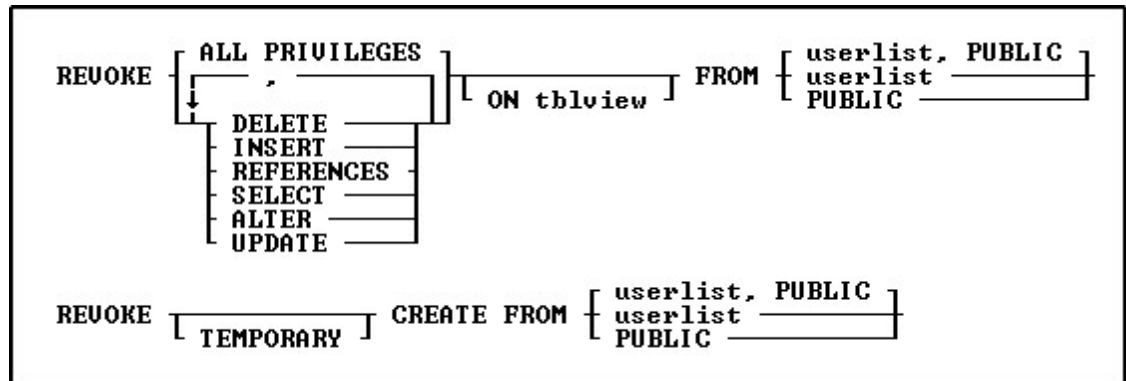 ALL PRIVILEGES
userlist, PUBLIC
REVOKE , FROM userlist
ON tblview PUBLIC
DELETE
INSERT
REFERENCES
SELECT
ALTER
UPDATE
userlist, PUBLIC
REVOKE CREATE FROM userlist
TEMPORARY PUBLIC